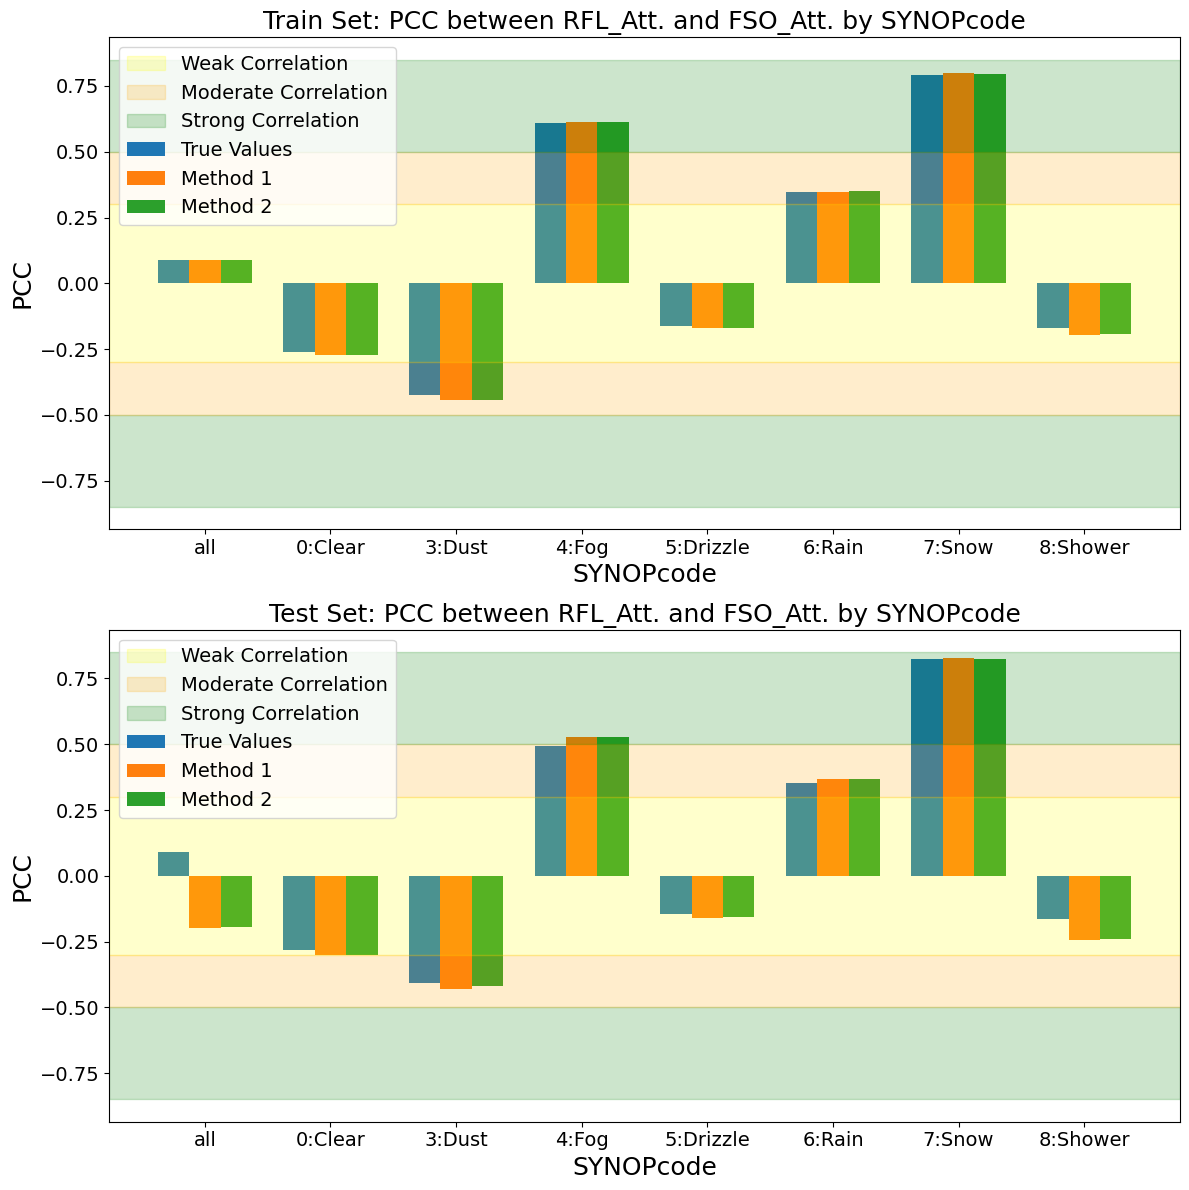 Train Set: PCC between RFL_Att. and FSO_Att. by SYNOPcode
Weak Correlation
Moderate Correlation
Strong Correlation
True Values
Method 1
Method 2
PCC
0.75
0.50
0.25
0.00
−0.25
−0.50
−0.75
all 0:Clear 3:Dust 4:Fog 5:Drizzle 6:Rain 7:Snow 8:Shower
SYNOPcode
Test Set: PCC between RFL_Att. and FSO_Att. by SYNOPcode
Weak Correlation
Moderate Correlation
Strong Correlation
True Values
Method 1
Method 2
PCC
0.75
0.50
0.25
0.00
−0.25
−0.50
−0.75
all 0:Clear 3:Dust 4:Fog 5:Drizzle 6:Rain 7:Snow 8:Shower
SYNOPcode